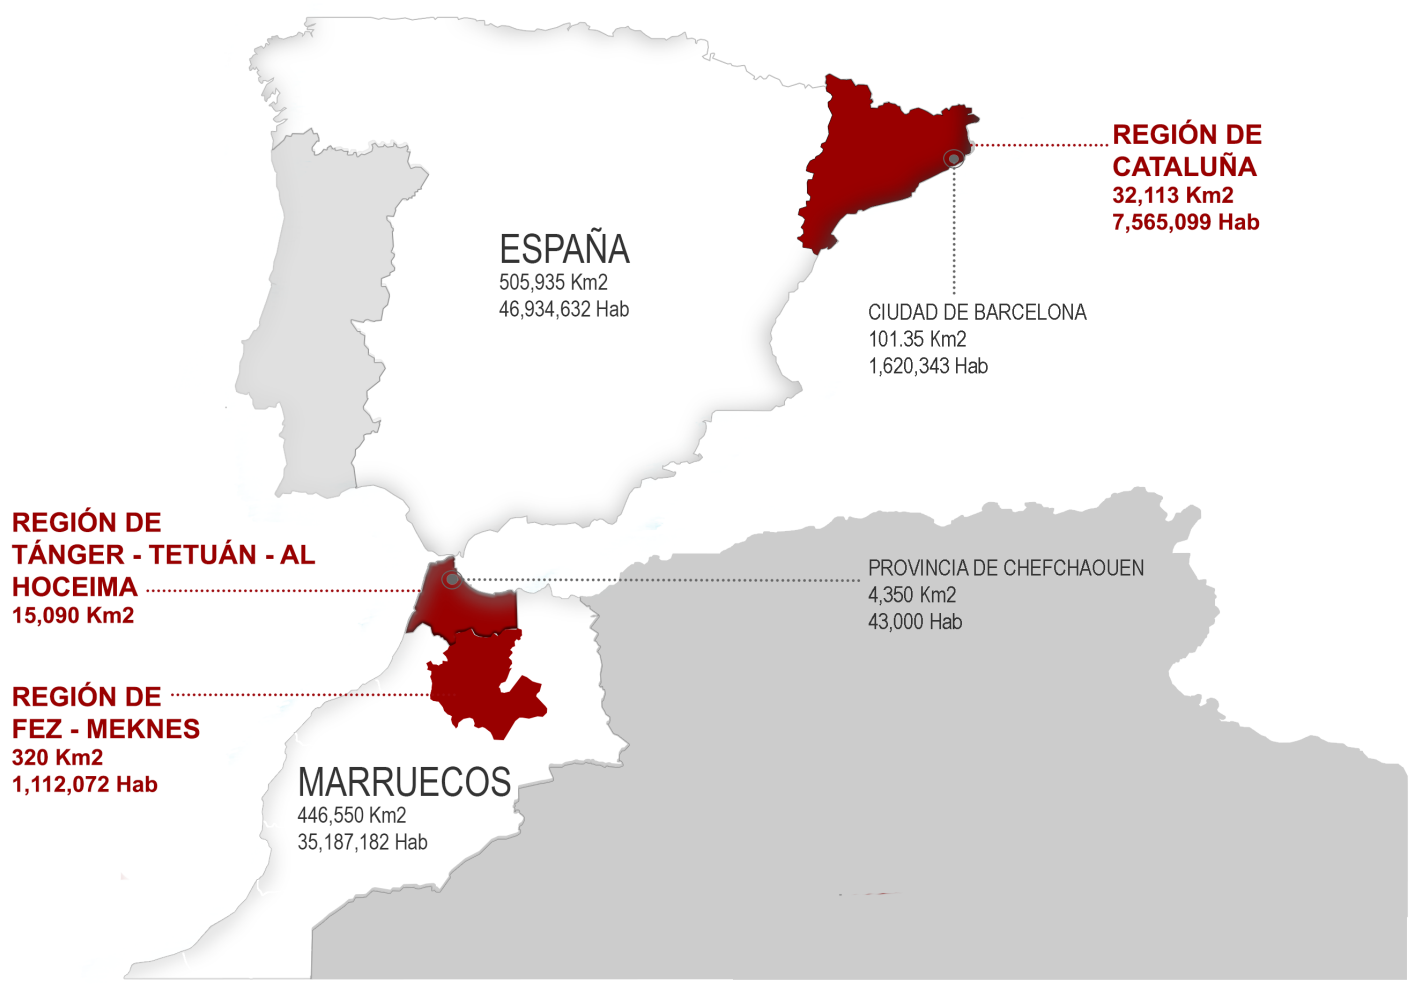 REGIÓN DE
CATALUÑA
32,113 Km2
7,565,099 Hab
ESPAÑA
505,935 Km2
46,934,632 Hab
CIUDAD DE BARCELONA
101.35 Km2
1,620,343 Hab
REGIÓN DE
TÁNGER - TETUÁN - AL
HOCEIMA
15,090 Km2
PROVINCIA DE CHEFCHAOUEN
4,350 Km2
43,000 Hab
REGIÓN DE
FEZ - MEKNES
320 Km2
1,112,072 Hab
MARRUECOS
446,550 Km2
35,187,182 Hab